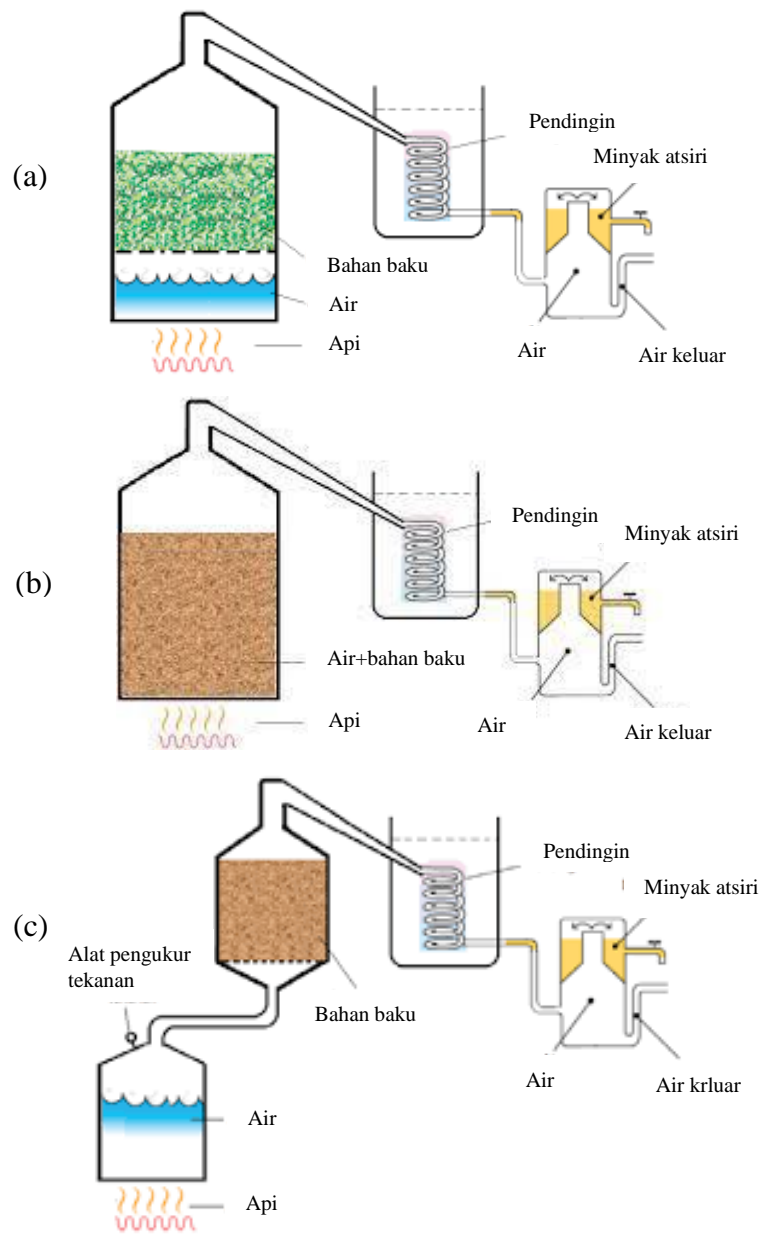 (a)
Pendingin
Minyak atsiri
Bahan baku
Air
Api
Air
Air keluar
(b)
Pendingin
Minyak atsiri
Air+bahan baku
Api
Air
Air keluar
(c)
Pendingin
Minyak atsiri
Alat pengukur
tekanan
Bahan baku
Air
Air krluar
Air
Api